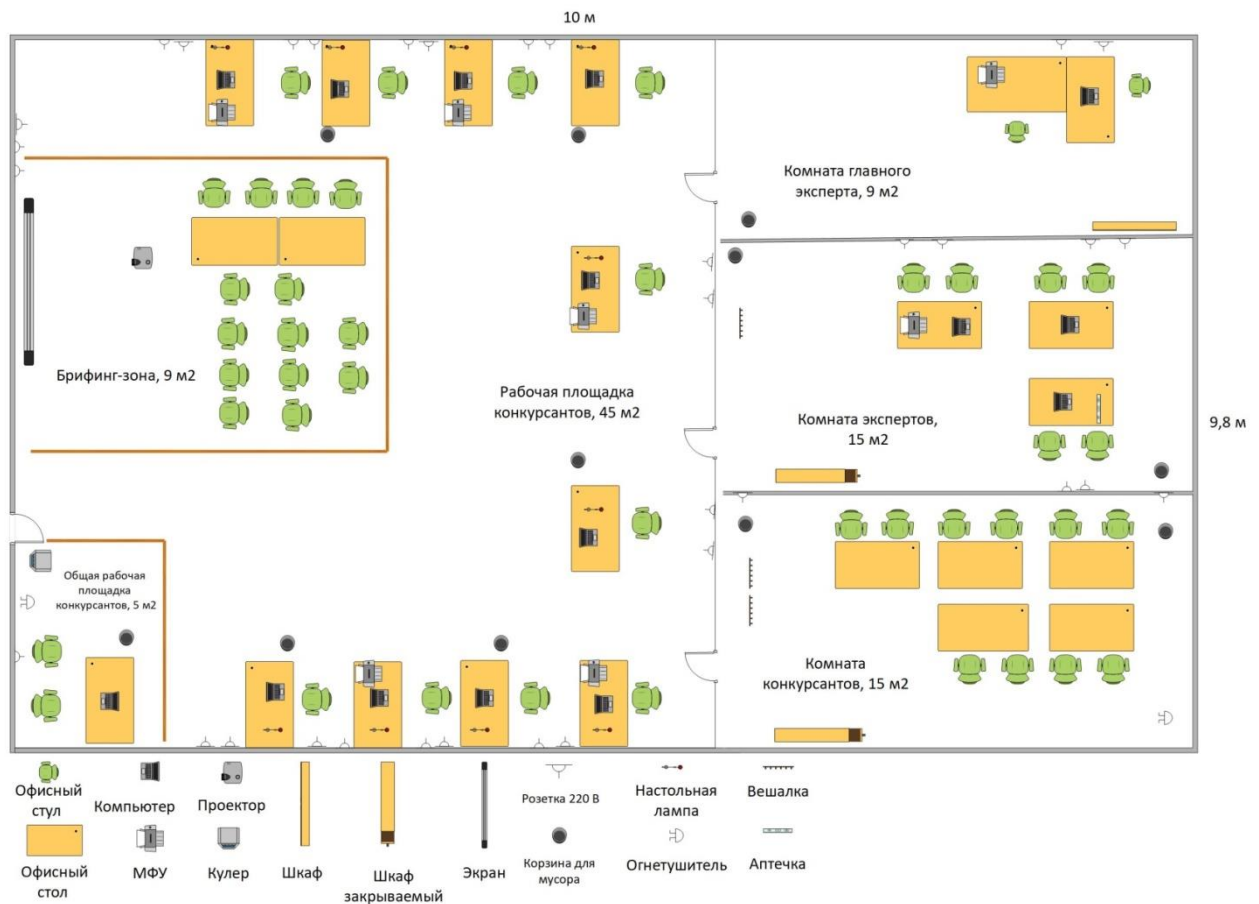 10 м
Комната главного
эксперта, 9 м2
Брифинг-зона, 9 м2
Рабочая площадка
конкурсантов, 45 м2
Комната экспертов,
15 м2
9,8 м
Общая рабочая
площадка
конкурсантов, 5 м2
Комната
конкурсантов, 15 м2
Офисный
стул
Компьютер
Проектор
Розетка 220 В
Настольная
лампа
Вешалка
Офисный
стол
МФУ
Кулер
Шкаф
Шкаф
закрываемый
Экран
Корзина для
мусора
Огнетушитель
Аптечка